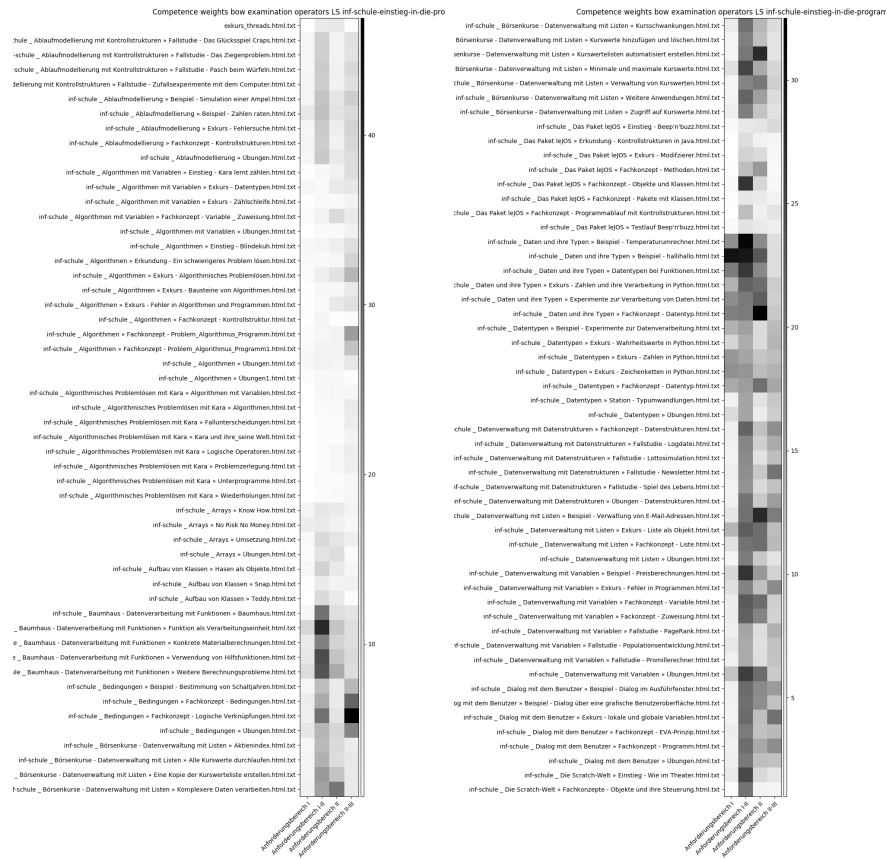 Competence weights bow examination operators LS inf-schule-einstieg-in-die-pro
exkurs_threads.html.txt
:hule _ Ablaufmodellierung mit Kontrollstrukturen » Fallstudie - Das Glücksspiel Craps.html.txt
_ Ablaufmodellierung mit Kontrollstrukturen » Fallstudie - Das Ziegenproblem.html.txt
_ Ablaufmodellierung mit Kontrollstrukturen » Fallstudie - Pasch beim Würfeln.html.txt
dellierung mit Kontrollstrukturen » Fallstudie - Zufallsexperimente mit dem Computer.html.txt
inf-schule _ Ablaufmodellierung » Beispiel - Simulation einer Ampel.html.txt
inf-schule _ Ablaufmodellierung » Beispiel - Zahlen raten.html.txt
inf-schule _ Ablaufmodellierung » Exkurs - Fehlersuche.html.txt
inf-schule _ Ablaufmodellierung » Fachkonzept - Kontrollstrukturen.html.txt
inf-schule _ Ablaufmodellierung » Übungen.html.txt
inf-schule _ Algorithmen mit Variablen » Einstieg - Kara lernt zählen.html.txt
inf-schule _ Algorithmen mit Variablen » Exkurs - Datentypen.html.txt
inf-schule _ Algorithmen mit Variablen » Exkurs - Zählschleife.html.txt
inf-schule _ Algorithmen mit Variablen » Fachkonzept - Variable _ Zuweisung.html.txt
inf-schule _ Algorithmen mit Variablen » Übungen.html.txt
inf-schule _ Algorithmen » Einstieg - Blindekuh.html.txt
inf-schule _ Algorithmen » Erkundung - Ein schwierigeres Problem lösen.html.txt
inf-schule _ Algorithmen » Exkurs - Algorithmisches Problemlösen.html.txt
inf-schule _ Algorithmen » Exkurs - Bausteine von Algorithmen.html.txt
inf-schule _ Algorithmen » Exkurs - Fehler in Algorithmen und Programmen.html.txt
inf-schule _ Algorithmen » Fachkonzept - Kontrollstruktur.html.txt
inf-schule _ Algorithmen » Fachkonzept - Problem_Algorithmus_Programm.html.txt
inf-schule _ Algorithmen » Fachkonzept - Problem_Algorithmus_Programm1.html.txt
inf-schule _ Algorithmen » Übungen.html.txt
inf-schule _ Algorithmen » Übungen1.html.txt
inf-schule _ Algorithmisches Problemlösen mit Kara » Algorithmen mit Variablen.html.txt
inf-schule _ Algorithmisches Problemlösen mit Kara » Algorithmen.html.txt
inf-schule _ Algorithmisches Problemlösen mit Kara » Fallunterscheidungen.html.txt
inf-schule _ Algorithmisches Problemlösen mit Kara » Kara und ihre_seine Welt.html.txt
inf-schule _ Algorithmisches Problemlösen mit Kara » Logische Operatoren.html.txt
inf-schule _ Algorithmisches Problemlösen mit Kara » Problemzerlegung.html.txt
inf-schule _ Algorithmisches Problemlösen mit Kara » Unterprogramme.html.txt
inf-schule _ Algorithmisches Problemlösen mit Kara » Wiederholungen.html.txt
inf-schule _ Arrays » Know How.html.txt
inf-schule _ Arrays » No Risk No Money.html.txt
inf-schule _ Arrays » Umsetzung.html.txt
inf-schule _ Arrays » Übungen.html.txt
inf-schule _ Aufbau von Klassen » Hasen als Objekte.html.txt
inf-schule _ Aufbau von Klassen » Snap.html.txt
inf-schule _ Aufbau von Klassen » Teddy.html.txt
inf-schule _ Baumhaus - Datenverarbeitung mit Funktionen » Baumhaus.html.txt
_ Baumhaus - Datenverarbeitung mit Funktionen » Funktion als Verarbeitungseinheit.html.txt
e _ Baumhaus - Datenverarbeitung mit Funktionen » Konkrete Materialberechnungen.html.txt
e _ Baumhaus - Datenverarbeitung mit Funktionen » Verwendung von Hilfsfunktionen.html.txt
ule _ Baumhaus - Datenverarbeitung mit Funktionen » Weitere Berechnungsprobleme.html.txt
inf-schule _ Bedingungen » Beispiel - Bestimmung von Schaltjahren.html.txt
inf-schule _ Bedingungen » Fachkonzept - Bedingungen.html.txt
inf-schule _ Bedingungen » Fachkonzept - Logische Verknüpfungen.html.txt
inf-schule _ Bedingungen » Übungen.html.txt
inf-schule _ Börsenkurse - Datenverwaltung mit Listen » Aktienindex.html.txt
inf-schule _ Börsenkurse - Datenverwaltung mit Listen » Alle Kurswerte durchlaufen.html.txt
_ Börsenkurse - Datenverwaltung mit Listen » Eine Kopie der Kurswerteliste erstellen.html.txt
f-schule _ Börsenkurse - Datenverwaltung mit Listen » Komplexere Daten verarbeiten.html.txt
Anforderungsbereich I
Anforderungsbereich I-II
Anforderungsbereich II
Anforderungsbereich II-III
40
30
20
10
Competence weights bow examination operators LS inf-schule-einstieg-in-die-program
inf-schule _ Börsenkurse - Datenverwaltung mit Listen » Kursschwankungen.html.txt
Börsenkurse - Datenverwaltung mit Listen » Kurswerte hinzufügen und löschen.html.txt
senkurse - Datenverwaltung mit Listen » Kurswertelisten automatisiert erstellen.html.txt
Börsenkurse - Datenverwaltung mit Listen » Minimale und maximale Kurswerte.html.txt
inf-schule _ Börsenkurse - Datenverwaltung mit Listen » Verwaltung von Kurswerten.html.txt
inf-schule _ Börsenkurse - Datenverwaltung mit Listen » Weitere Anwendungen.html.txt
inf-schule _ Börsenkurse - Datenverwaltung mit Listen » Zugriff auf Kurswerte.html.txt
inf-schule _ Das Paket leJOS » Einstieg - Beep'n'buzz.html.txt
inf-schule _ Das Paket leJOS » Erkundung - Kontrollstrukturen in Java.html.txt
inf-schule _ Das Paket leJOS » Exkurs - Modifzierer.html.txt
inf-schule _ Das Paket leJOS » Fachkonzept - Methoden.html.txt
inf-schule _ Das Paket leJOS » Fachkonzept - Objekte und Klassen.html.txt
inf-schule _ Das Paket leJOS » Fachkonzept - Pakete mit Klassen.html.txt
:hule _ Das Paket leJOS » Fachkonzept - Programmablauf mit Kontrollstrukturen.html.txt
inf-schule _ Das Paket leJOS » Testlauf Beep'n'buzz.html.txt
inf-schule _ Daten und ihre Typen » Beispiel - Temperaturumrechner.html.txt
inf-schule _ Daten und ihre Typen » Beispiel - hallihallo.html.txt
inf-schule _ Daten und ihre Typen » Datentypen bei Funktionen.html.txt
_ Daten und ihre Typen » Exkurs - Zahlen und ihre Verarbeitung in Python.html.txt
inf-schule _ Daten und ihre Typen » Experimente zur Verarbeitung von Daten.html.txt
inf-schule _ Daten und ihre Typen » Fachkonzept - Datentyp.html.txt
inf-schule _ Datentypen » Beispiel - Experimente zur Datenverarbeitung.html.txt
inf-schule _ Datentypen » Exkurs - Wahrheitswerte in Python.html.txt
inf-schule _ Datentypen » Exkurs - Zahlen in Python.html.txt
inf-schule _ Datentypen » Exkurs - Zeichenketten in Python.html.txt
inf-schule _ Datentypen » Fachkonzept - Datentyp.html.txt
inf-schule _ Datentypen » Station - Typumwandlungen.html.txt
inf-schule _ Datentypen » Übungen.html.txt
:chule _ Datenverwaltung mit Datenstrukturen » Fachkonzept - Datenstrukturen.html.txt
inf-schule _ Datenverwaltung mit Datenstrukturen » Fallstudie - Logdatei.html.txt
inf-schule _ Datenverwaltung mit Datenstrukturen » Fallstudie - Lottosimulation.html.txt
inf-schule _ Datenverwaltung mit Datenstrukturen » Fallstudie - Newsletter.html.txt
inf-schule _ Datenverwaltung mit Datenstrukturen » Fallstudie - Spiel des Lebens.html.txt
nf-schule _ Datenverwaltung mit Datenstrukturen » Übungen - Datenstrukturen.html.txt
:hule _ Datenverwaltung mit Listen » Beispiel - Verwaltung von E-Mail-Adressen.html.txt
inf-schule _ Datenverwaltung mit Listen » Exkurs - Liste als Objekt.html.txt
inf-schule _ Datenverwaltung mit Listen » Fachkonzept - Liste.html.txt
inf-schule _ Datenverwaltung mit Listen » Übungen.html.txt
inf-schule _ Datenverwaltung mit Variablen » Beispiel - Preisberechnungen.html.txt
inf-schule _ Datenverwaltung mit Variablen » Exkurs - Fehler in Programmen.html.txt
inf-schule _ Datenverwaltung mit Variablen » Fachkonzept - Variable.html.txt
inf-schule _ Datenverwaltung mit Variablen » Fachkonzept - Zuweisung.html.txt
inf-schule _ Datenverwaltung mit Variablen » Fallstudie - PageRank.html.txt
f-schule _ Datenverwaltung mit Variablen » Fallstudie - Populationsentwicklung.html.txt
inf-schule _ Datenverwaltung mit Variablen » Fallstudie - Promillerechner.html.txt
inf-schule _ Datenverwaltung mit Variablen » Übungen.html.txt
inf-schule _ Dialog mit dem Benutzer » Beispiel - Dialog im Ausführfenster.html.txt
og mit dem Benutzer » Beispiel - Dialog über eine grafische Benutzeroberfläche.html.txt
inf-schule _ Dialog mit dem Benutzer » Exkurs - lokale und globale Variablen.html.txt
inf-schule _ Dialog mit dem Benutzer » Fachkonzept - EVA-Prinzip.html.txt
inf-schule _ Dialog mit dem Benutzer » Fachkonzept - Programm.html.txt
inf-schule _ Dialog mit dem Benutzer » Übungen.html.txt
inf-schule _ Die Scratch-Welt » Einstieg - Wie im Theater.html.txt
inf-schule _ Die Scratch-Welt » Fachkonzepte - Objekte und ihre Steuerung.html.txt
Anforderungsbereich I
Anforderungsbereich I-II
Anforderungsbereich II
Anforderungsbereich II-III
30
25
20
15
10
5